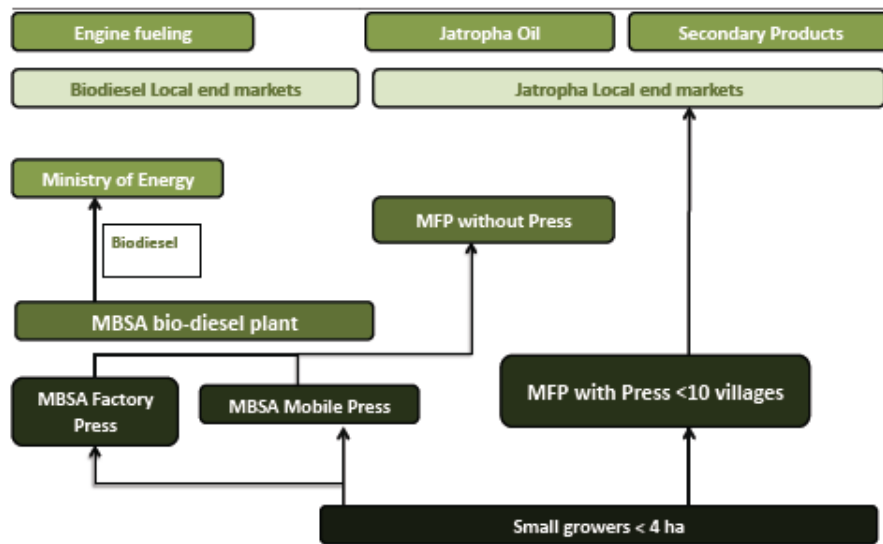 Engine fueling
Jatropha Oil
Secondary Products
Biodiesel Local end markets
Jatropha Local end markets
Ministry of Energy
MFP without Press
Biodiesel
MBSA bio-diesel plant
MBSA Factory
Press
MBSA Mobile Press
MFP with Press <10 villages
Small growers < 4 ha